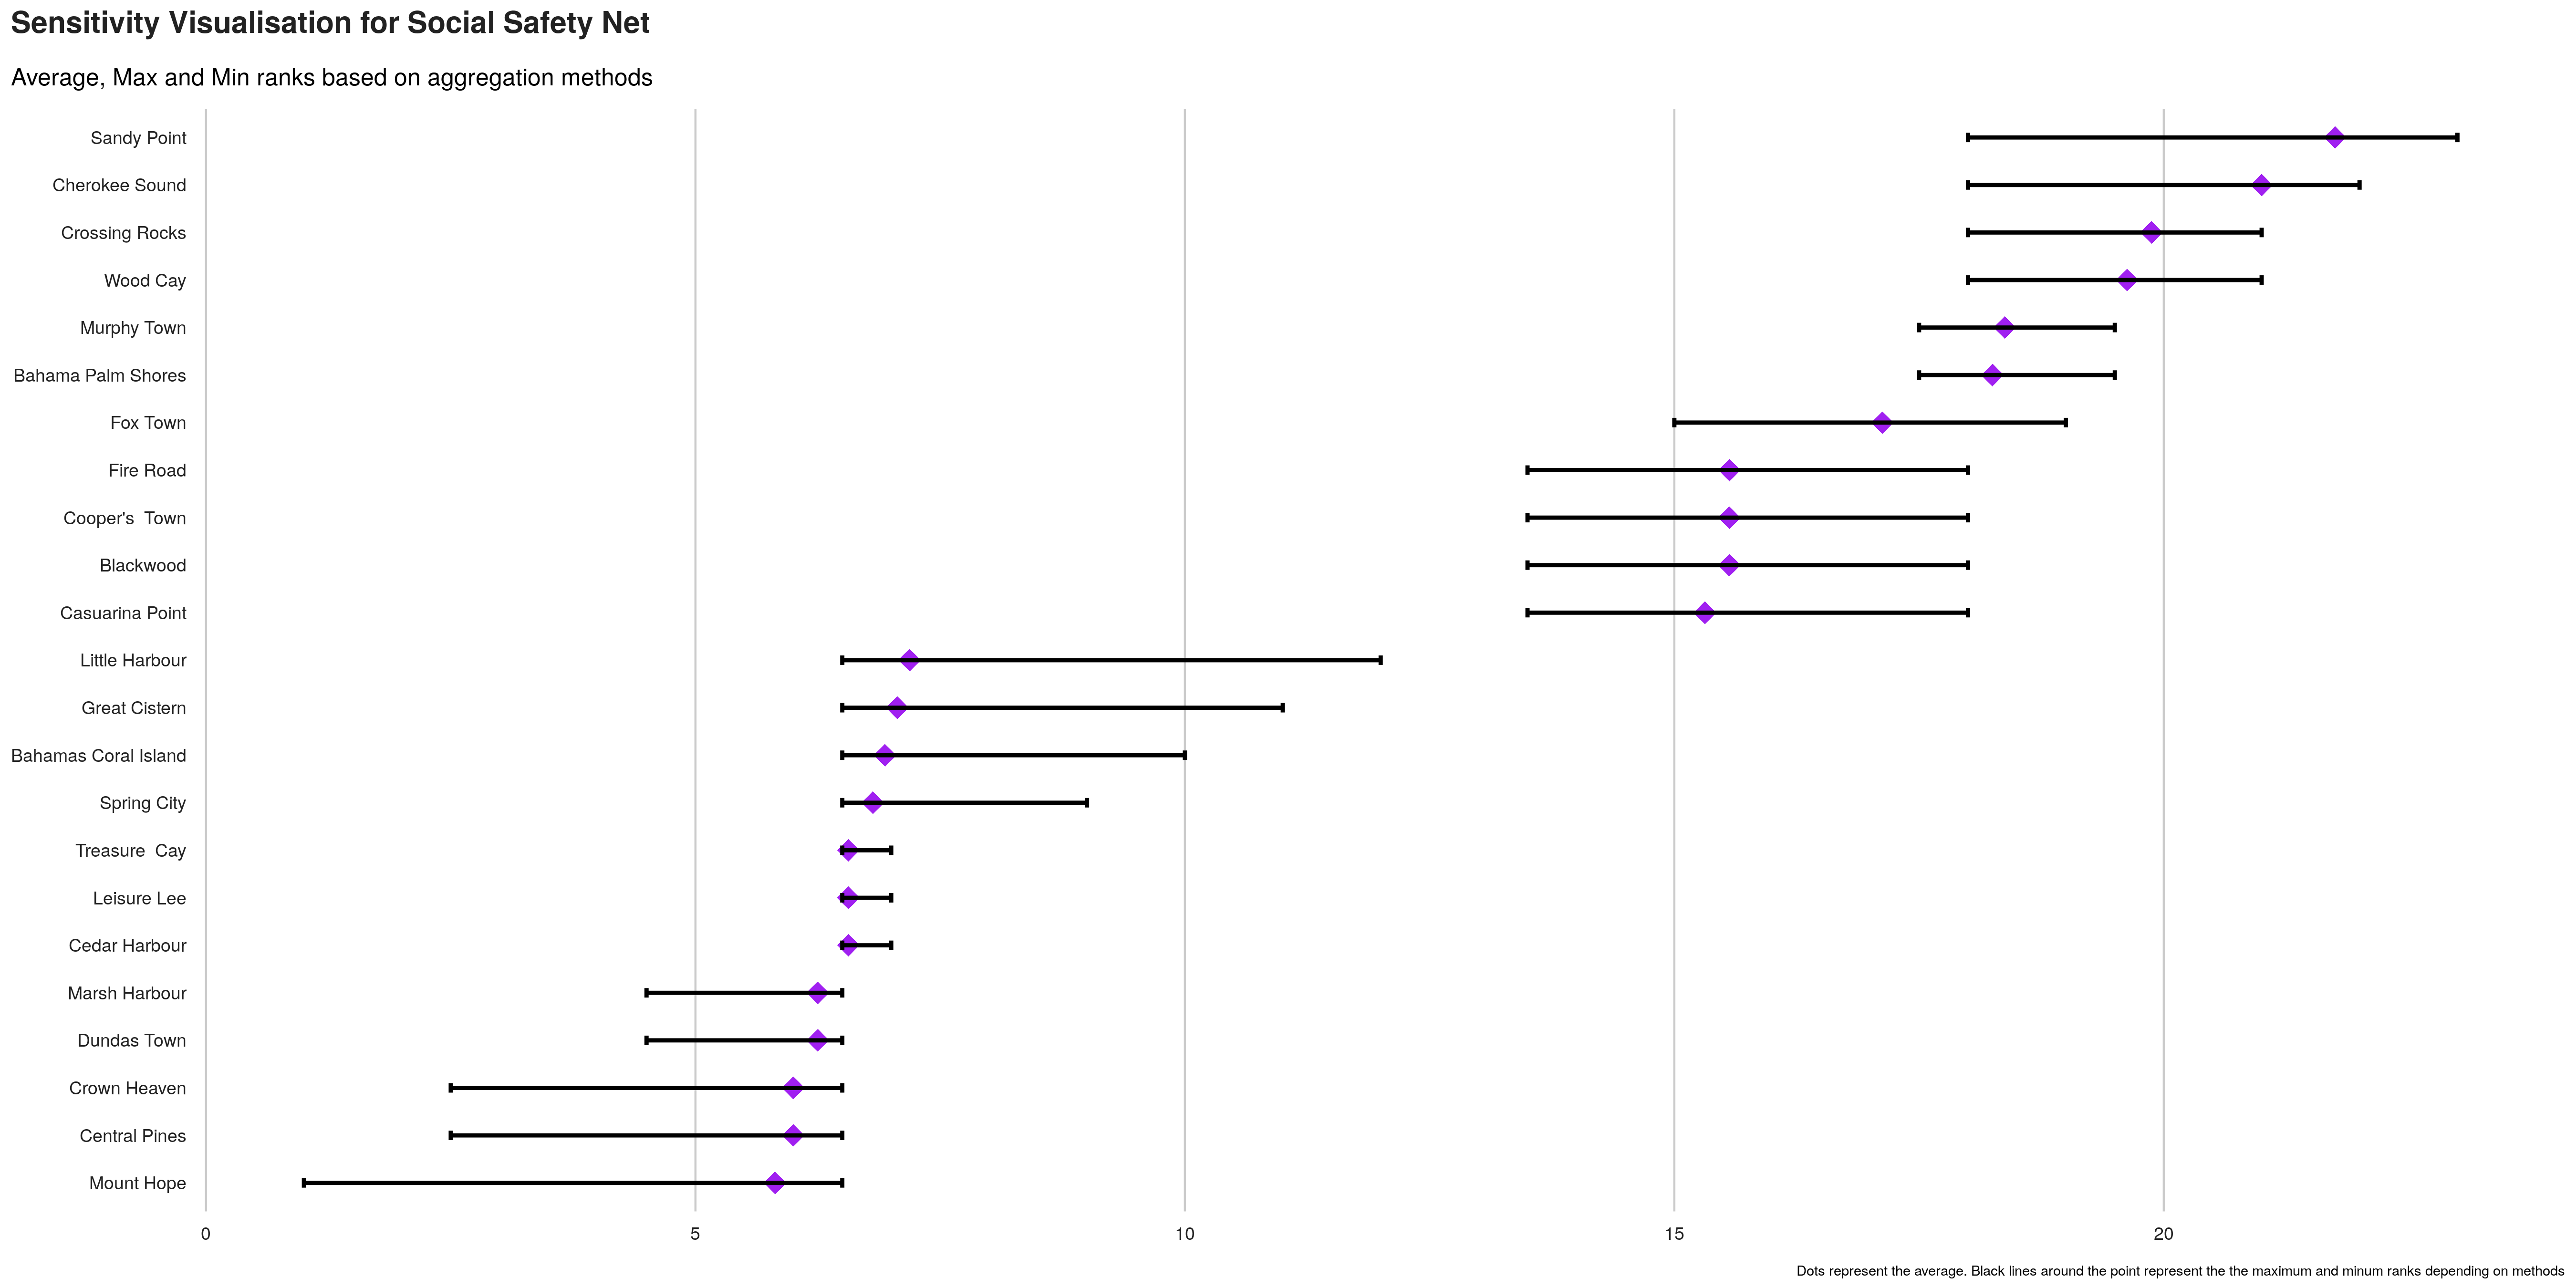 Sensitivity Visualisation for Social Safety Net
Average, Max and Min ranks based on aggregation methods
Sandy Point
Cherokee Sound
Crossing Rocks
Wood Cay
Murphy Town
Bahama Palm Shores
Fox Town
Fire Road
Cooper's  Town
Blackwood
Casuarina Point
Little Harbour
Great Cistern
Bahamas Coral Island
Spring City
Treasure  Cay
Leisure Lee
Cedar Harbour
Marsh Harbour
Dundas Town
Crown Heaven
Central Pines
Mount Hope
0 5 10 15 20
Dots represent the average. Black lines around the point represent the the maximum and minum ranks depending on methods